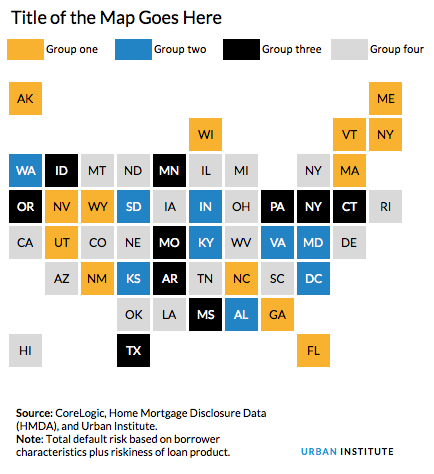 Title of the Map Goes Here
Group one Group two Group three Group four
AK ME
WI VT NY
WA ID MT ND MN IL MI NY MA
OR NV WY SD IA IN OH PA NY CT RI
CA UT CO NE MO KY WV VA MD DE
AZ NM KS AR TN NC SC DC
OK LA MS AL GA
HI TX FL
Source: CoreLogic, Home Mortgage Disclosure Data
(HMDA), and Urban Institute.
Note: Total default risk based on borrower
characteristics plus riskiness of loan product.
URBAN INSTITUTE